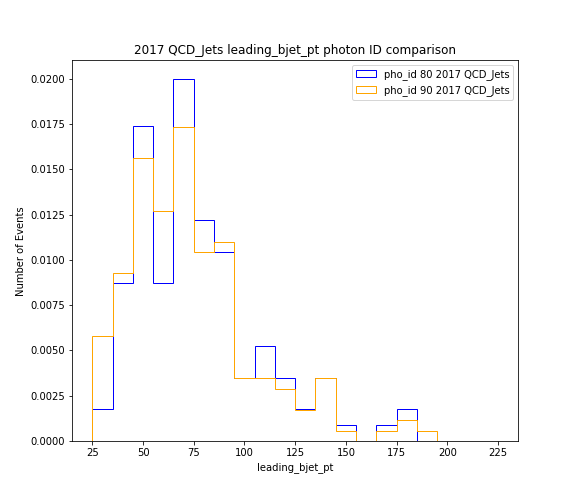 2017 QCD_Jets leading_bjet_pt photon ID comparison
pho_id 80 2017 QCD_Jets
pho_id 90 2017 QCD_Jets
Number of Events
0.0200
0.0175
0.0150
0.0125
0.0100
0.0075
0.0050
0.0025
0.0000
25 50 75 100 125 150 175 200 225
leading_bjet_pt